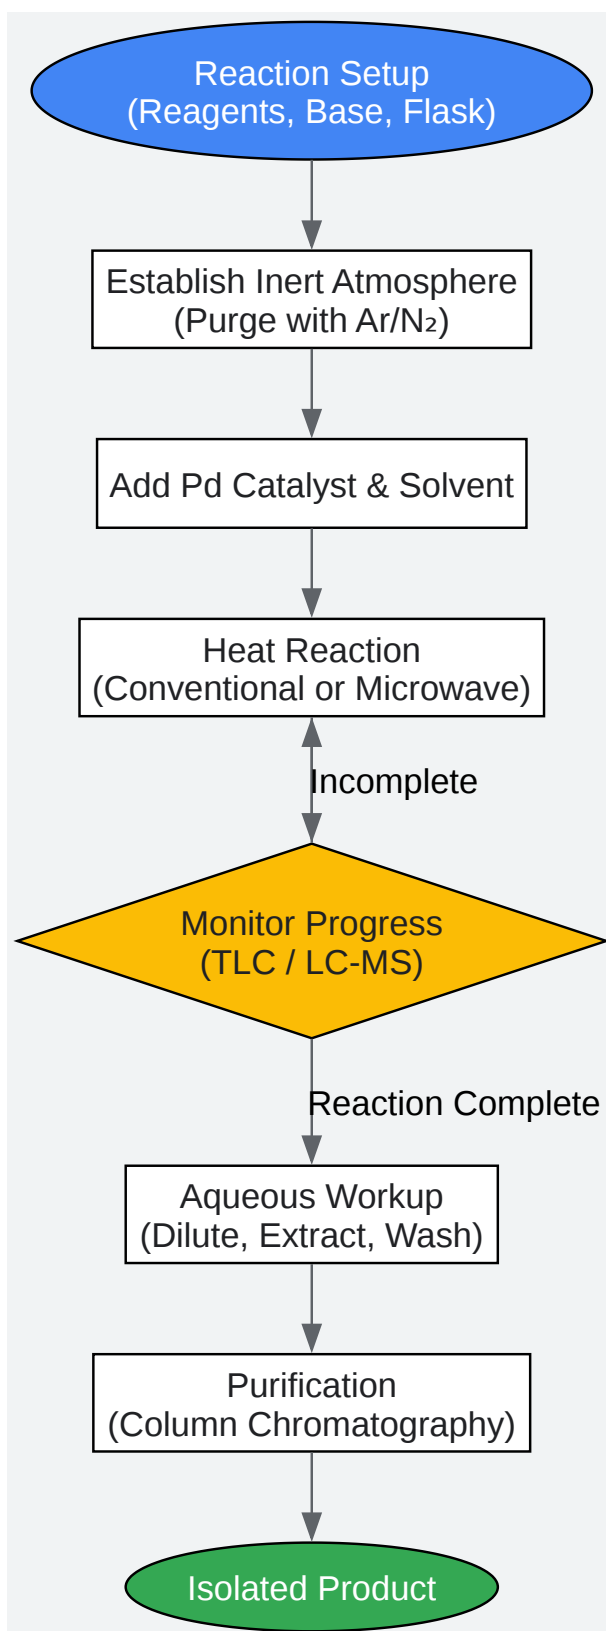 Reaction Setup
(Reagents, Base, Flask)
Establish Inert Atmosphere
(Purge with Ar/N₂)
Add Pd Catalyst & Solvent
Heat Reaction
(Conventional or Microwave)
Incomplete
Monitor Progress
(TLC / LC-MS)
Reaction Complete
Aqueous Workup
(Dilute, Extract, Wash)
Purification
(Column Chromatography)
Isolated Product